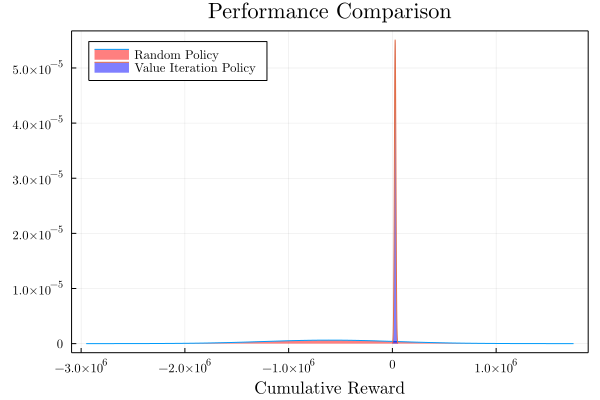 Performance Comparison
Random Policy
Value Iteration Policy
5.0×10⁻⁵
4.0×10⁻⁵
3.0×10⁻⁵
2.0×10⁻⁵
1.0×10⁻⁵
0
−3.0×10⁶ −2.0×10⁶ −1.0×10⁶ 0 1.0×10⁶
Cumulative Reward